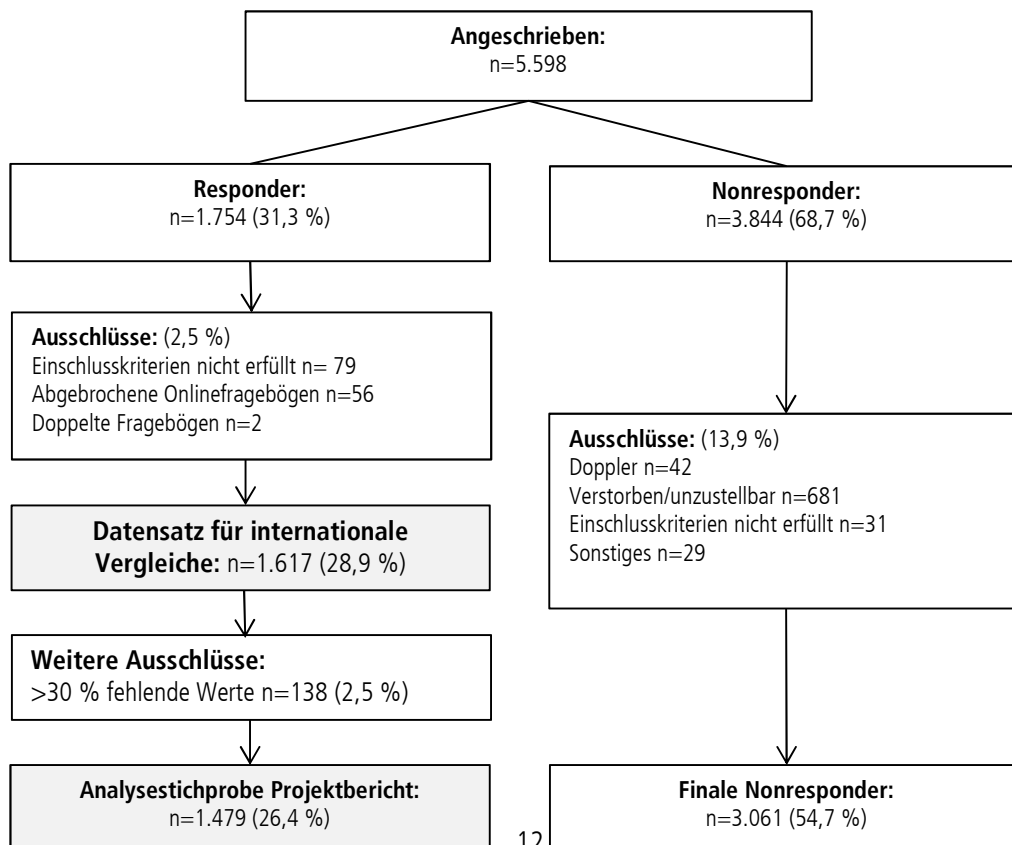 Angeschrieben:
n=5.598
Responder:
n=1.754 (31,3 %)
Nonresponder:
n=3.844 (68,7 %)
Ausschlüsse: (2,5 %)
Einschlusskriterien nicht erfüllt n= 79
Abgebrochene Onlinefragebögen n=56
Doppelte Fragebögen n=2
Ausschlüsse: (13,9 %)
Doppler n=42
Verstorben/unzustellbar n=681
Einschlusskriterien nicht erfüllt n=31
Sonstiges n=29
Datensatz für internationale
Vergleiche: n=1.617 (28,9 %)
Weitere Ausschlüsse:
>30 % fehlende Werte n=138 (2,5 %)
Analysestichprobe Projektbericht:
n=1.479 (26,4 %)
Finale Nonresponder:
n=3.061 (54,7 %)
12